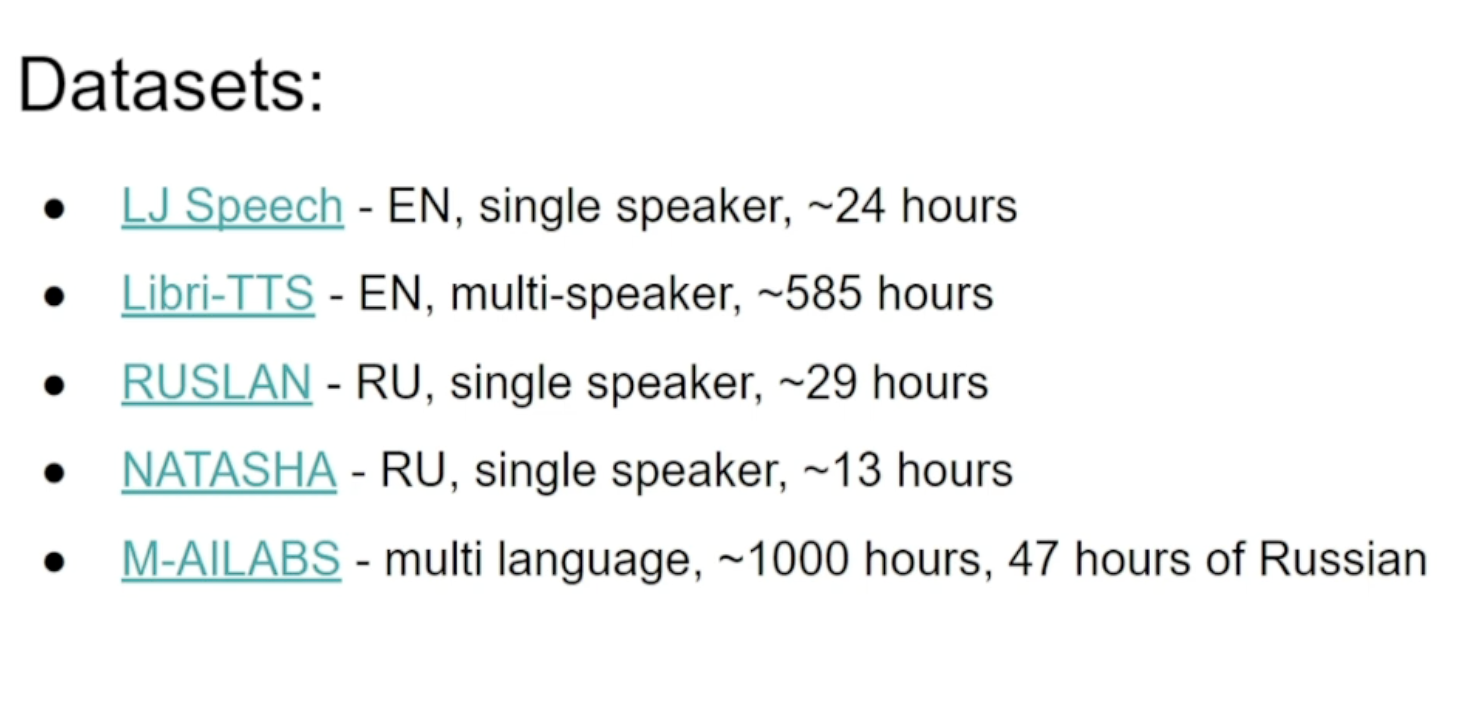 Datasets:
● LJ Speech - EN, single speaker, ~24 hours
● Libri-TTS - EN, multi-speaker, ~585 hours
● RUSLAN - RU, single speaker, ~29 hours
● NATASHA - RU, single speaker, ~13 hours
● M-AILABS - multi language, ~1000 hours, 47 hours of Russian